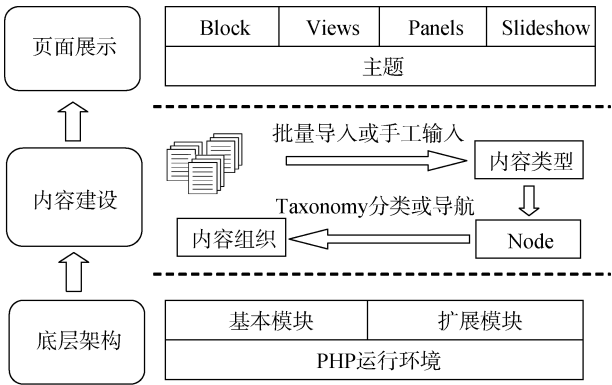 页面展示
Block Views Panels Slideshow
主题
内容建设
批量导入或手工输入
内容类型
Taxonomy分类或导航
内容组织
Node
底层架构
基本模块 扩展模块
PHP运行环境